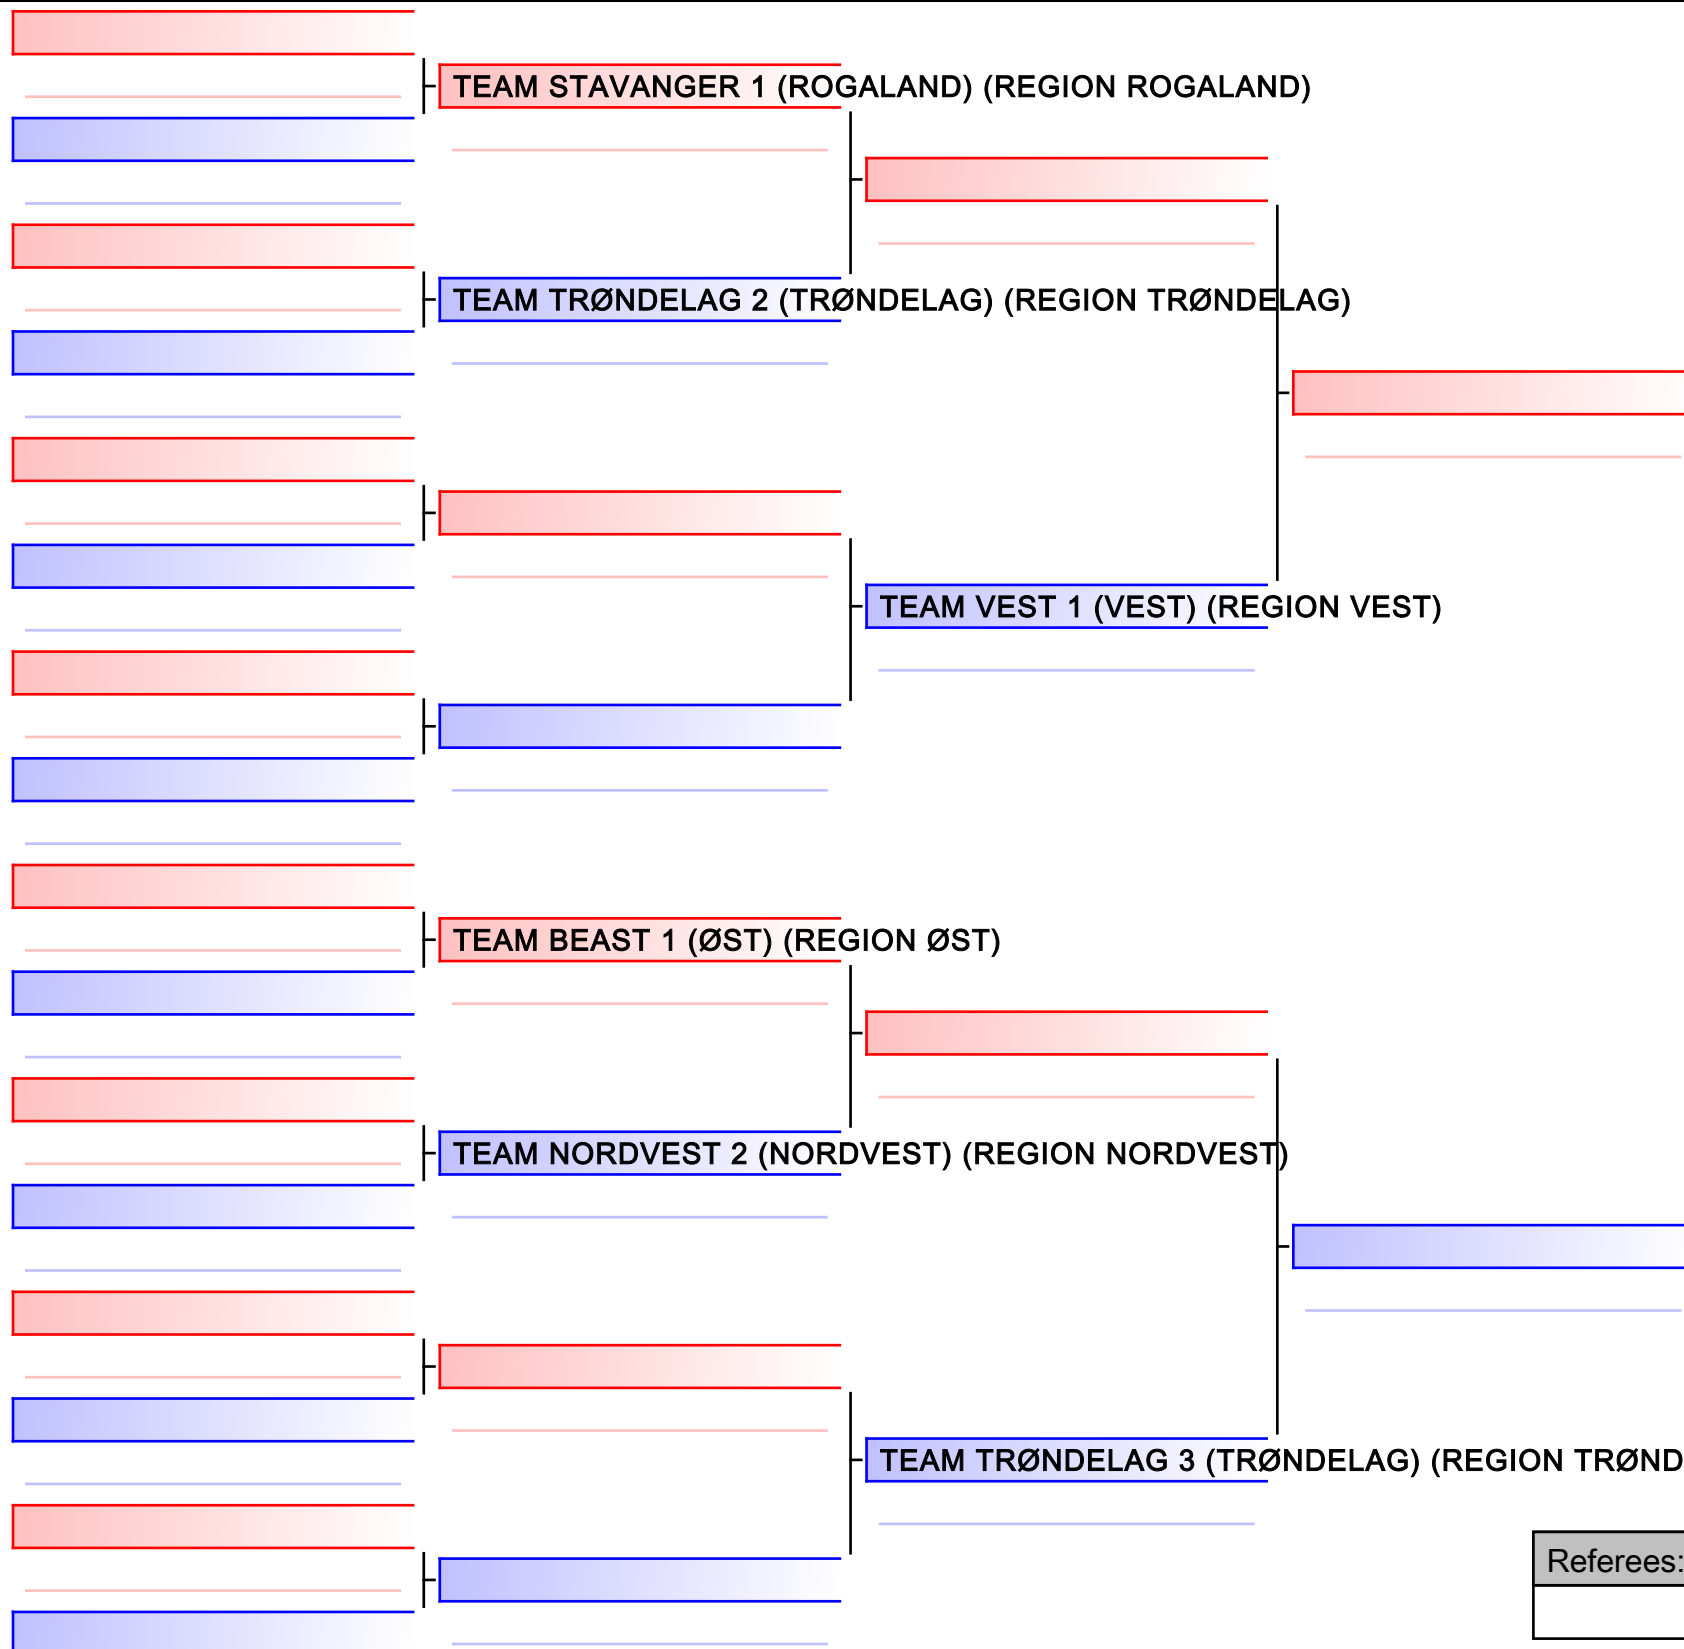 TEAM STAVANGER 1 (ROGALAND) (REGION ROGALAND)
TEAM TRØNDELAG 2 (TRØNDELAG) (REGION TRØNDELAG)
TEAM VEST 1 (VEST) (REGION VEST)
TEAM BEAST 1 (ØST) (REGION ØST)
TEAM NORDVEST 2 (NORDVEST) (REGION NORDVEST)
TEAM TRØNDELAG 3 (TRØNDELAG) (REGION TRØND
Referees: